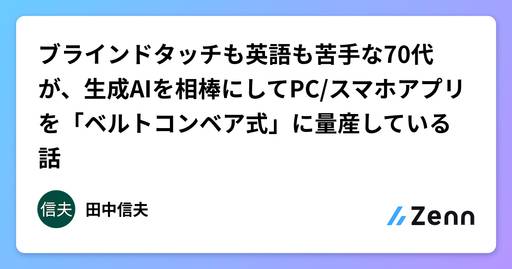 ブラインドタッチも英語も苦手な70代
が、生成AIを相棒にしてPC/スマホアプリ
を「ベルトコンベア式」に量産している
話
信夫 田中信夫
Zenn